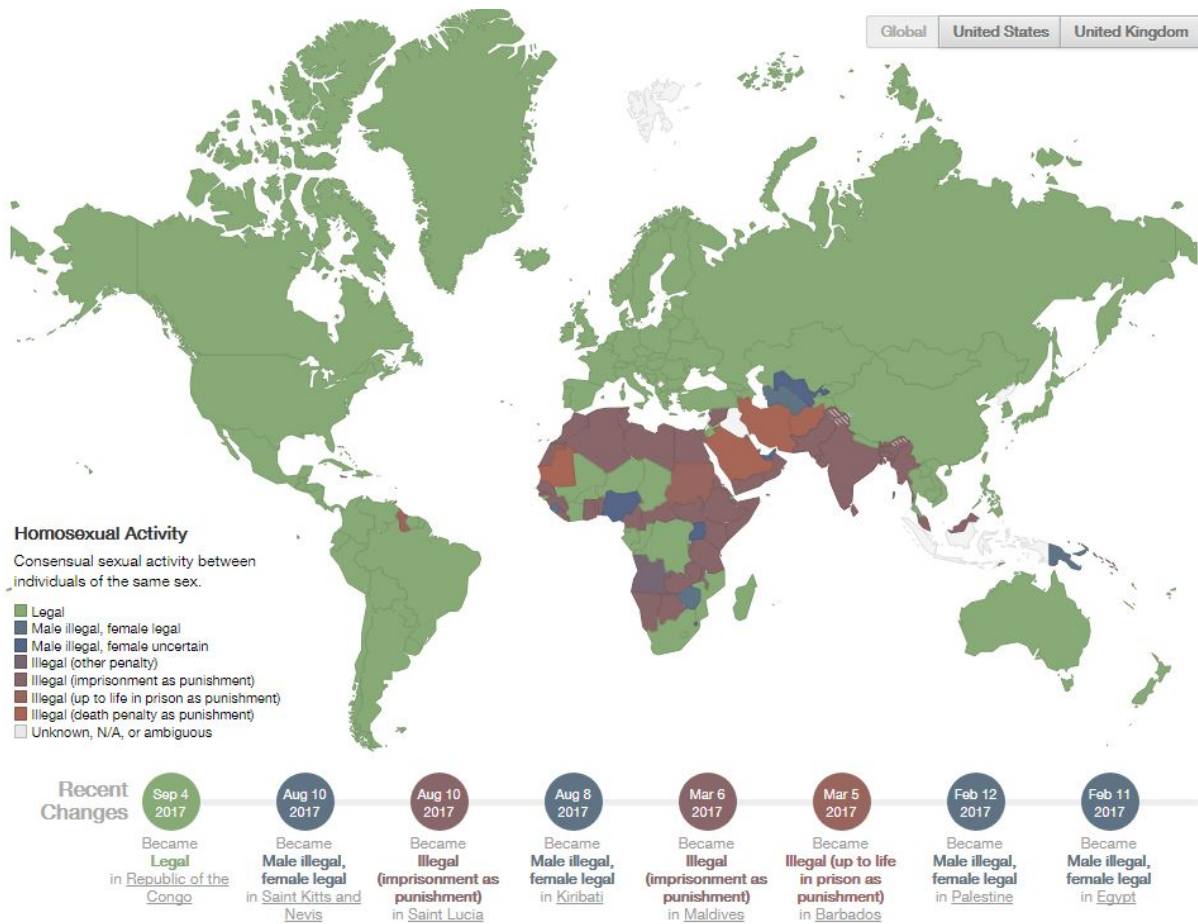 Global United States United Kingdom
Homosexual Activity
Consensual sexual activity between
individuals of the same sex.
Legal
Male illegal, female legal
Male illegal, female uncertain
Illegal (other penalty)
Illegal (imprisonment as punishment)
Illegal (up to life in prison as punishment)
Illegal (death penalty as punishment)
Unknown, N/A, or ambiguous
Recent
Changes
Sep 4
2017
Became
Legal
in Republic of the
Congo
Aug 10
2017
Became
Male illegal,
female legal
in Saint Kitts and
Nevis
Aug 10
2017
Became
Illegal
(imprisonment as
punishment)
in Saint Lucia
Aug 8
2017
Became
Male illegal,
female legal
in Kiribati
Mar 6
2017
Became
Illegal
(imprisonment as
punishment)
in Maldives
Mar 5
2017
Became
Illegal (up to life
in prison as
punishment)
in Barbados
Feb 12
2017
Became
Male illegal,
female legal
in Palestine
Feb 11
2017
Became
Male illegal,
female legal
in Egypt